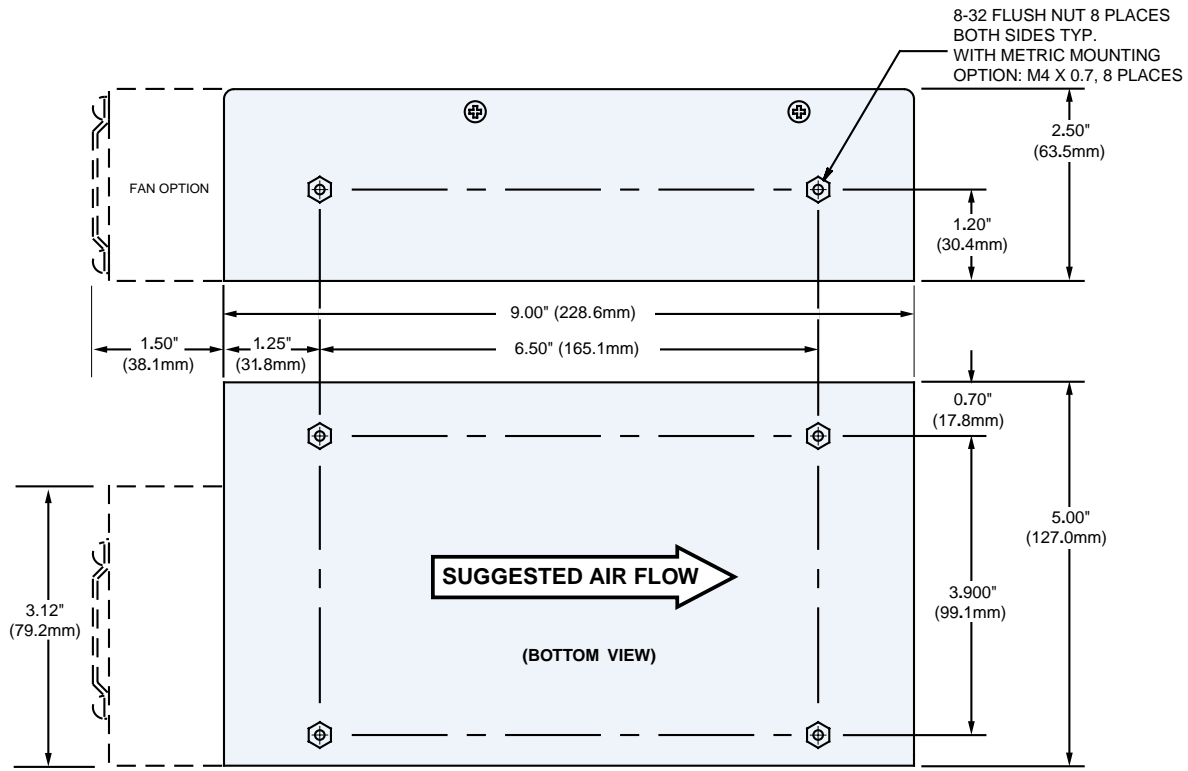 8-32 FLUSH NUT 8 PLACES
BOTH SIDES TYP.
WITH METRIC MOUNTING
OPTION: M4 X 0.7, 8 PLACES
2.50"
(63.5mm)
FAN OPTION
1.20"
(30.4mm)
9.00" (228.6mm)
1.50"
(38.1mm)
1.25"
(31.8mm)
6.50" (165.1mm)
0.70"
(17.8mm)
5.00"
(127.0mm)
SUGGESTED AIR FLOW
3.900"
(99.1mm)
3.12"
(79.2mm)
(BOTTOM VIEW)